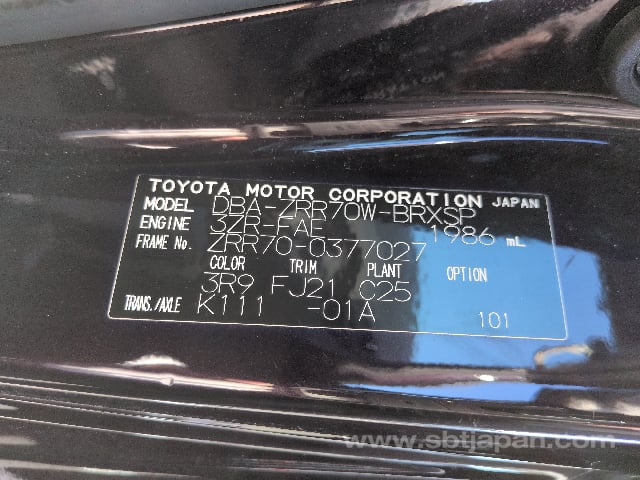 TOYOTA MOTOR CORPORATION JAPAN
MODEL DBA-ZRR70W-BRXSP
ENGINE 3ZR-FAE 1986 mL
FRAME No. ZRR70-0377027
COLOR TRIM PLANT OPTION
3R9 FJ21 C25
TRANS./AXLE K111 -01A 101
www.sbtjapan.com